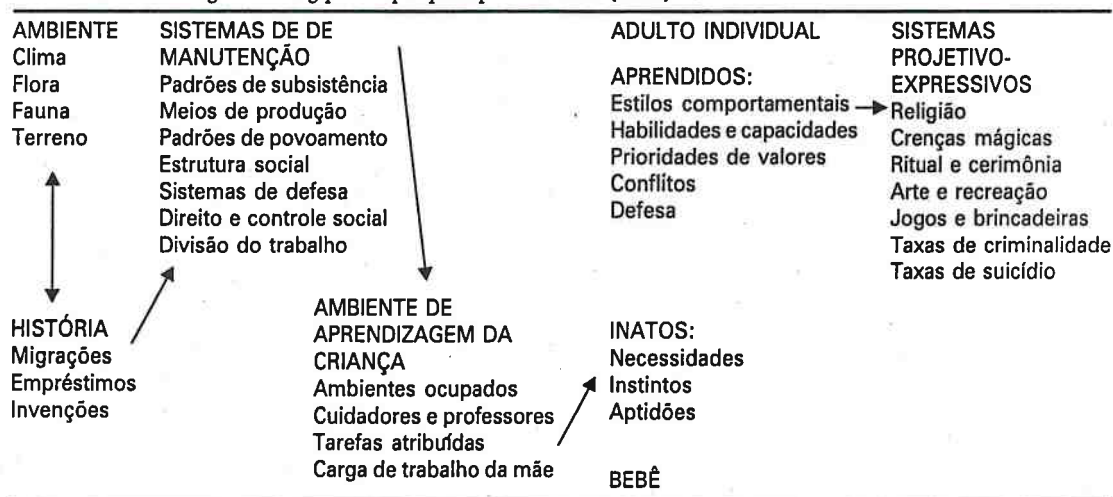 AMBIENTE
Clima
Flora
Fauna
Terreno
SISTEMAS DE DE
MANUTENÇÃO
Padrões de subsistência
Meios de produção
Padrões de povoamento
Estrutura social
Sistemas de defesa
Direito e controle social
Divisão do trabalho
HISTÓRIA
Migrações
Empréstimos
Invenções
AMBIENTE DE
APRENDIZAGEM DA
CRIANÇA
Ambientes ocupados
Cuidadores e professores
Tarefas atribuídas
Carga de trabalho da mãe
ADULTO INDIVIDUAL
APRENDIDOS:
Estilos comportamentais
Habilidades e capacidades
Prioridades de valores
Conflitos
Defesa
INATOS:
Necessidades
Instintos
Aptidões
BEBÊ
SISTEMAS
PROJETIVO-
EXPRESSIVOS
Religião
Crenças mágicas
Ritual e cerimônia
Arte e recreação
Jogos e brincadeiras
Taxas de criminalidade
Taxas de suicídio